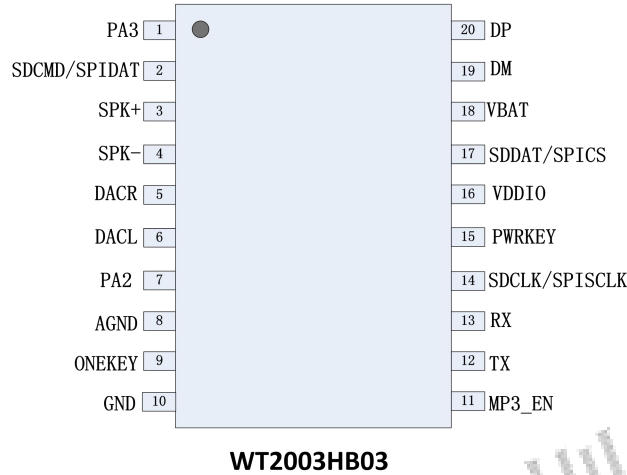 PA3 1
SDCMD/SPIDAT 2
SPK+ 3
SPK- 4
DACR 5
DACL 6
PA2 7
AGND 8
ONEKEY 9
GND 10
20 DP
19 DM
18 VBAT
17 SDDAT/SPICS
16 VDDIO
15 PWRKEY
14 SDCLK/SPISCLK
13 RX
12 TX
11 MP3_EN
WT2003HB03